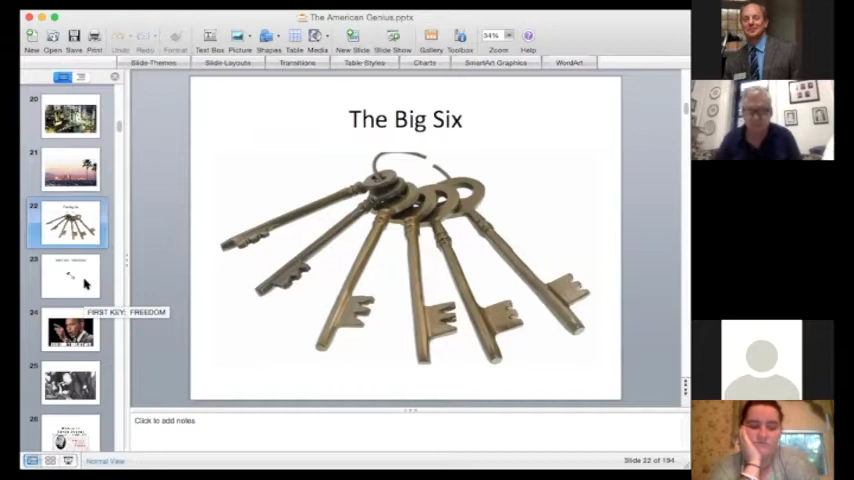 The American Genius.pptx
New Open Save Print Undo Redo Format Text Box Picture Shapes Table Media New Slide Slide Show Gallery Toolbox Zoom Help
34%
Slide Themes Slide Layouts Transitions Table Styles Charts SmartArt Graphics WordArt
20
21
22
23
FIRST KEY: FREEDOM
24
25
26
The Big Six
Click to add notes
Normal View
Slide 22 of 194